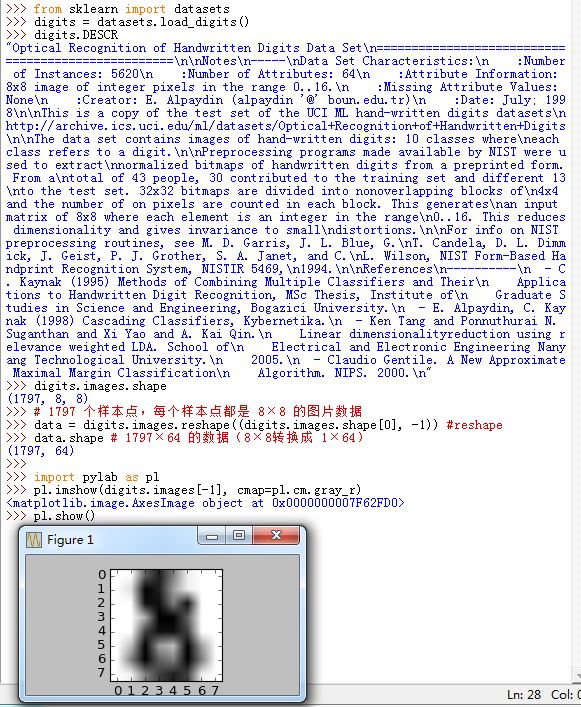 >>> from sklearn import datasets
>>> digits = datasets.load_digits()
>>> digits.DESCR
"Optical Recognition of Handwritten Digits Data Set\n=============================
=========================\n\nNotes\n-----\nData Set Characteristics:\n    :Number
 of Instances: 5620\n    :Number of Attributes: 64\n    :Attribute Information: 
8x8 image of integer pixels in the range 0..16.\n    :Missing Attribute Values: 
None\n    :Creator: E. Alpaydin (alpaydin '@' boun.edu.tr)\n    :Date: July; 199
8\n\nThis is a copy of the test set of the UCI ML hand-written digits datasets\n
http://archive.ics.uci.edu/ml/datasets/Optical+Recognition+of+Handwritten+Digits
\n\nThe data set contains images of hand-written digits: 10 classes where\neach 
class refers to a digit.\n\nPreprocessing programs made available by NIST were u
sed to extract\nnormalized bitmaps of handwritten digits from a preprinted form.
 From a\ntotal of 43 people, 30 contributed to the training set and different 13
\nto the test set. 32x32 bitmaps are divided into nonoverlapping blocks of\n4x4 
and the number of on pixels are counted in each block. This generates\nan input 
matrix of 8x8 where each element is an integer in the range\n0..16. This reduces
 dimensionality and gives invariance to small\ndistortions.\n\nFor info on NIST 
preprocessing routines, see M. D. Garris, J. L. Blue, G.\nT. Candela, D. L. Dimm
ick, J. Geist, P. J. Grother, S. A. Janet, and C.\nL. Wilson, NIST Form-Based Ha
ndprint Recognition System, NISTIR 5469,\n1994.\n\nReferences\n----------\n  - C
. Kaynak (1995) Methods of Combining Multiple Classifiers and Their\n    Applica
tions to Handwritten Digit Recognition, MSc Thesis, Institute of\n    Graduate S
tudies in Science and Engineering, Bogazici University.\n  - E. Alpaydin, C. Kay
nak (1998) Cascading Classifiers, Kybernetika.\n  - Ken Tang and Ponnuthurai N. 
Suganthan and Xi Yao and A. Kai Qin.\n    Linear dimensionalityreduction using r
elevance weighted LDA. School of\n    Electrical and Electronic Engineering Nany
ang Technological University.\n    2005.\n  - Claudio Gentile. A New Approximate
 Maximal Margin Classification\n    Algorithm. NIPS. 2000.\n"
>>> digits.images.shape
(1797, 8, 8)
>>> # 1797 个样本点，每个样本点都是 8×8 的图片数据
>>> data = digits.images.reshape((digits.images.shape[0], -1)) #reshape
>>> data.shape # 1797×64 的数据（8×8转换成 1×64）
(1797, 64)
>>>
>>> import pylab as pl
>>> pl.imshow(digits.images[-1], cmap=pl.cm.gray_r)
<matplotlib.image.AxesImage object at 0x0000000007F62FD0>
>>> pl.show()
Figure 1
0
1
2
3
4
5
6
7
0 1 2 3 4 5 6 7
Ln: 28 Col: 0